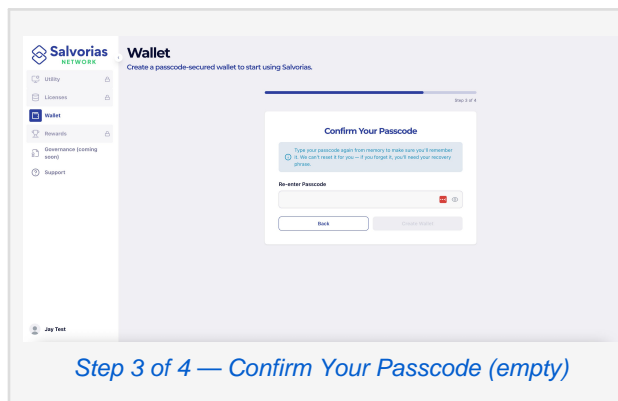 Salvorias
NETWORK
Wallet
Create a passcode-secured wallet to start using Salvorias.
Utility
Licenses
Wallet
Rewards
Governance (coming
soon)
Support
Step 3 of 4
Confirm Your Passcode
Type your passcode again from memory to make sure you'll remember
it. We can't reset it for you — if you forget it, you'll need your recovery
phrase.
Re-enter Passcode
Back
Create Wallet
Jay Test
Step 3 of 4 — Confirm Your Passcode (empty)